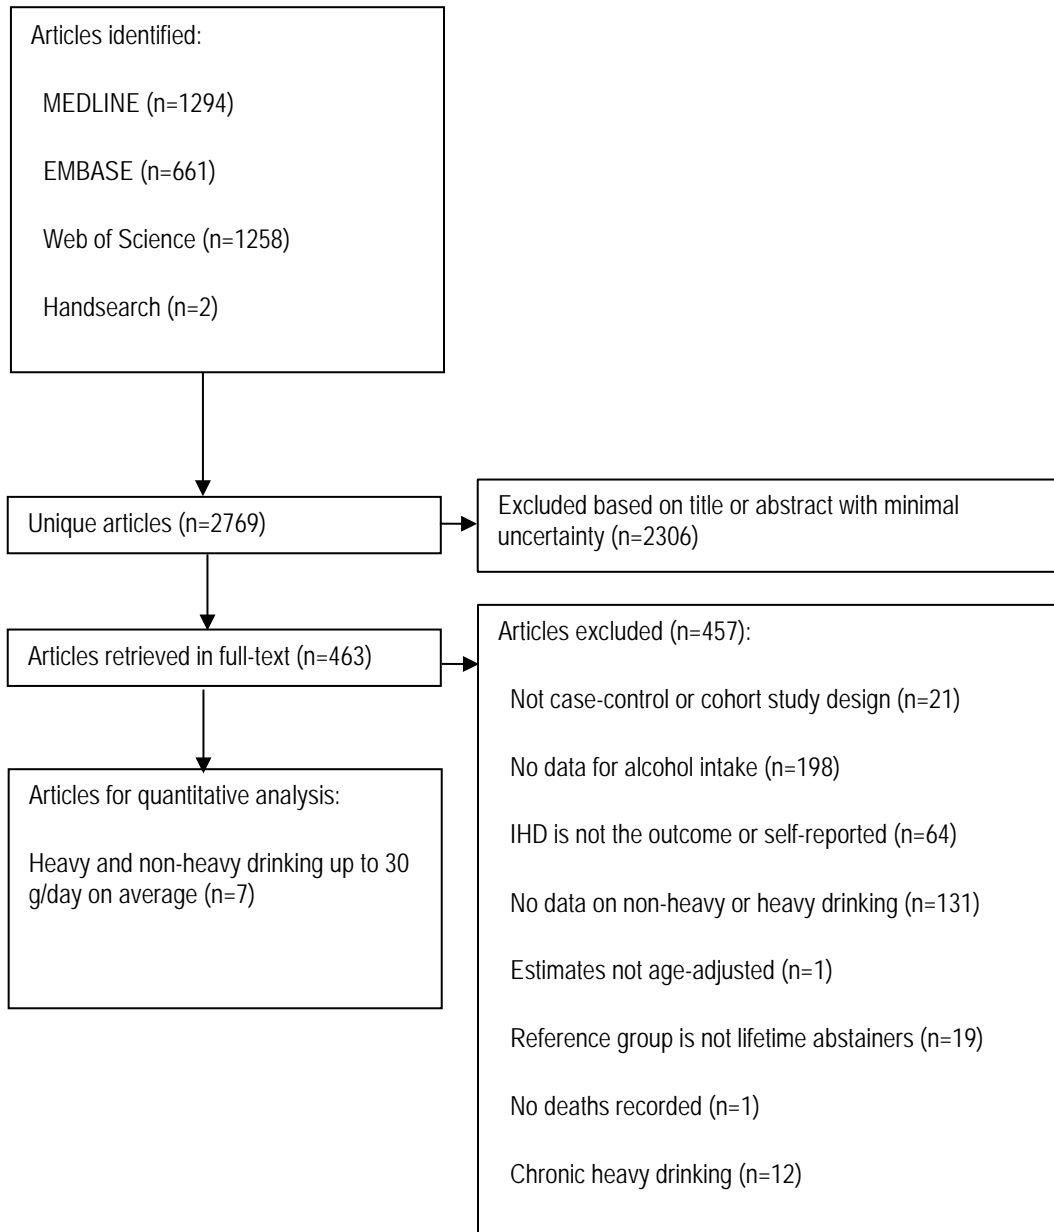 Articles identified:
MEDLINE (n=1294)
EMBASE (n=661)
Web of Science (n=1258)
Handsearch (n=2)
Unique articles (n=2769)
Excluded based on title or abstract with minimal
uncertainty (n=2306)
Articles retrieved in full-text (n=463)
Articles excluded (n=457):
Not case-control or cohort study design (n=21)
No data for alcohol intake (n=198)
IHD is not the outcome or self-reported (n=64)
No data on non-heavy or heavy drinking (n=131)
Estimates not age-adjusted (n=1)
Reference group is not lifetime abstainers (n=19)
No deaths recorded (n=1)
Chronic heavy drinking (n=12)
Articles for quantitative analysis:
Heavy and non-heavy drinking up to 30
g/day on average (n=7)